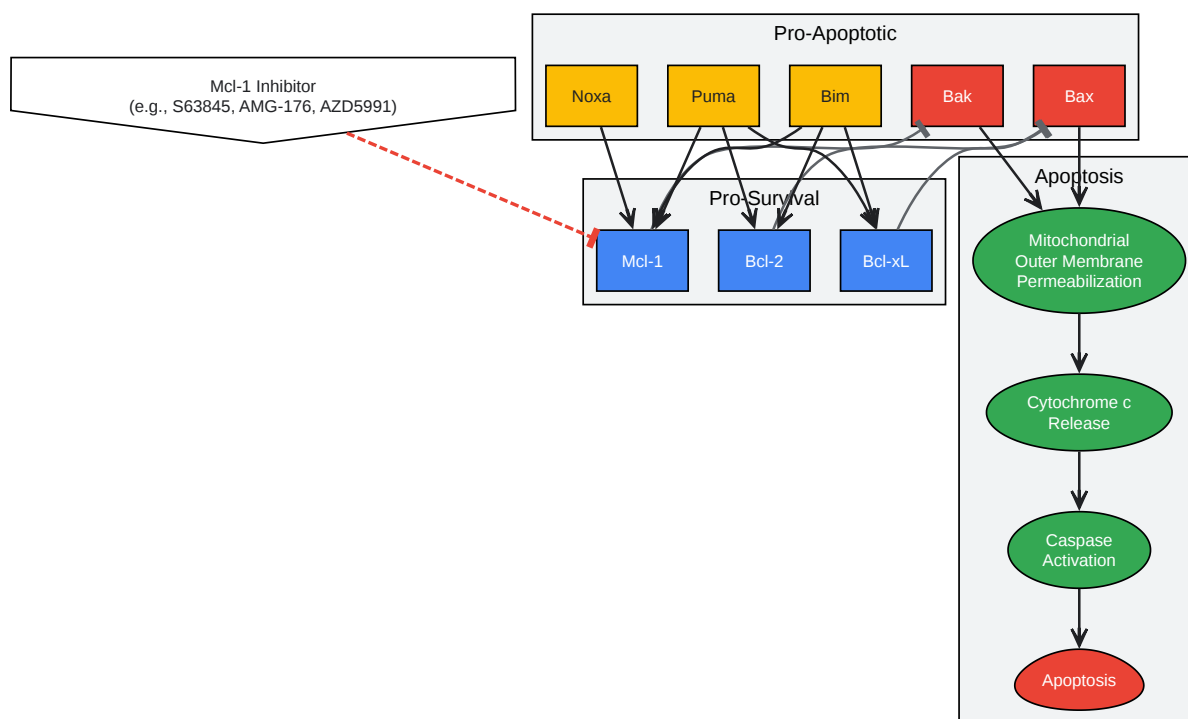 Pro-Apoptotic
Mcl-1 Inhibitor
(e.g., S63845, AMG-176, AZD5991)
Noxa
Puma
Bim
Bak
Bax
Pro-Survival
Apoptosis
Mcl-1
Bcl-2
Bcl-xL
Mitochondrial
Outer Membrane
Permeabilization
Cytochrome c
Release
Caspase
Activation
Apoptosis